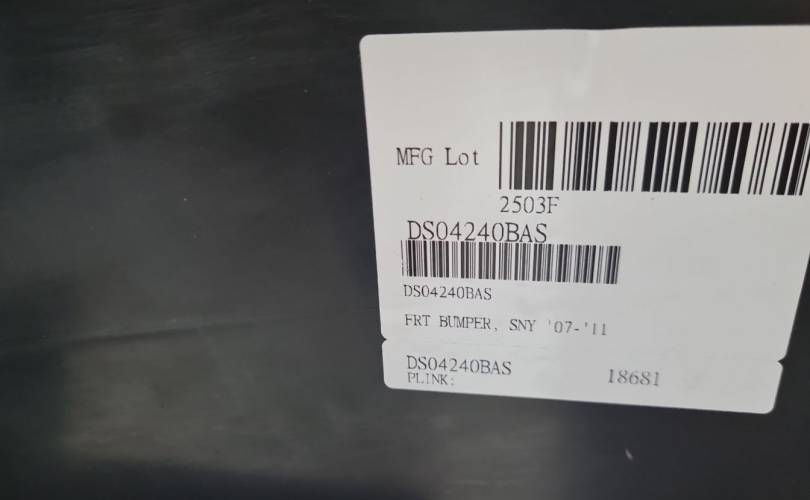 MFG Lot
2503F
DS04240BAS
DS04240BAS
FRT BUMPER, SNY '07-'11
DS04240BAS
PLINK: 18681